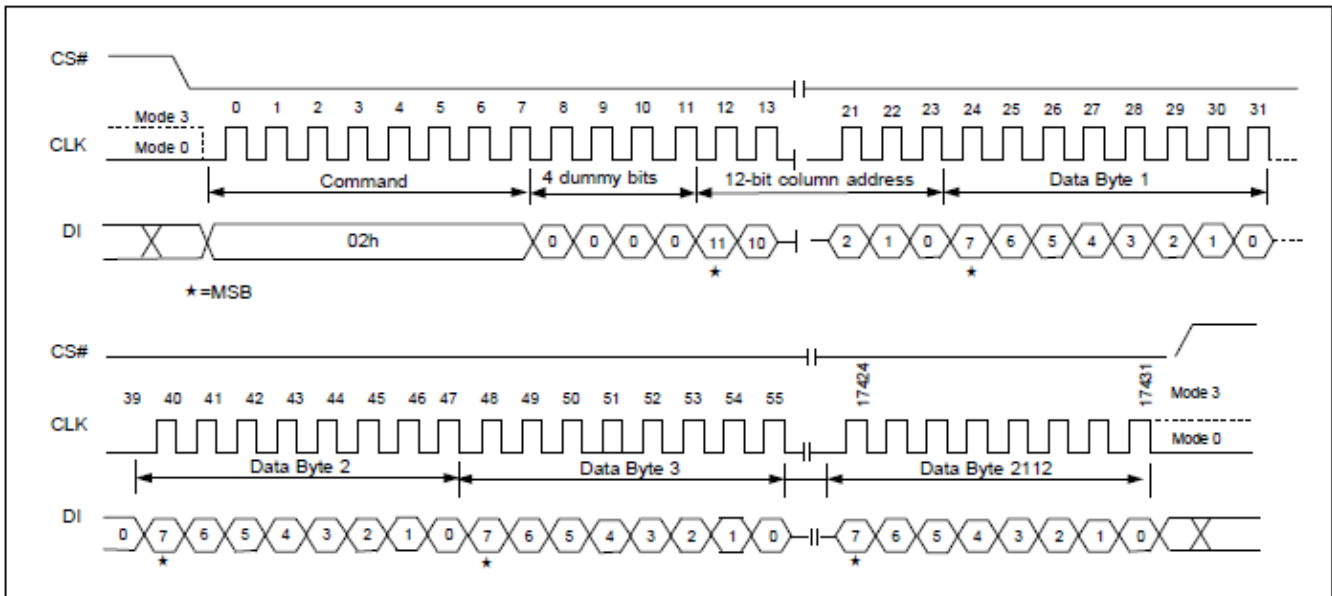 CS#
0 1 2 3 4 5 6 7 8 9 10 11 12 13 21 22 23 24 25 26 27 28 29 30 31
Mode 3
CLK
Mode 0
Command 4 dummy bits 12-bit column address Data Byte 1
DI 02h 0 0 0 0 11 10 2 1 0 7 6 5 4 3 2 1 0
★ ★
★=MSB
CS#
39 40 41 42 43 44 45 46 47 48 49 50 51 52 53 54 55 17424 17431
Mode 3
CLK
Mode 0
Data Byte 2 Data Byte 3 Data Byte 2112
DI 0 7 6 5 4 3 2 1 0 7 6 5 4 3 2 1 0 7 6 5 4 3 2 1 0
★ ★ ★